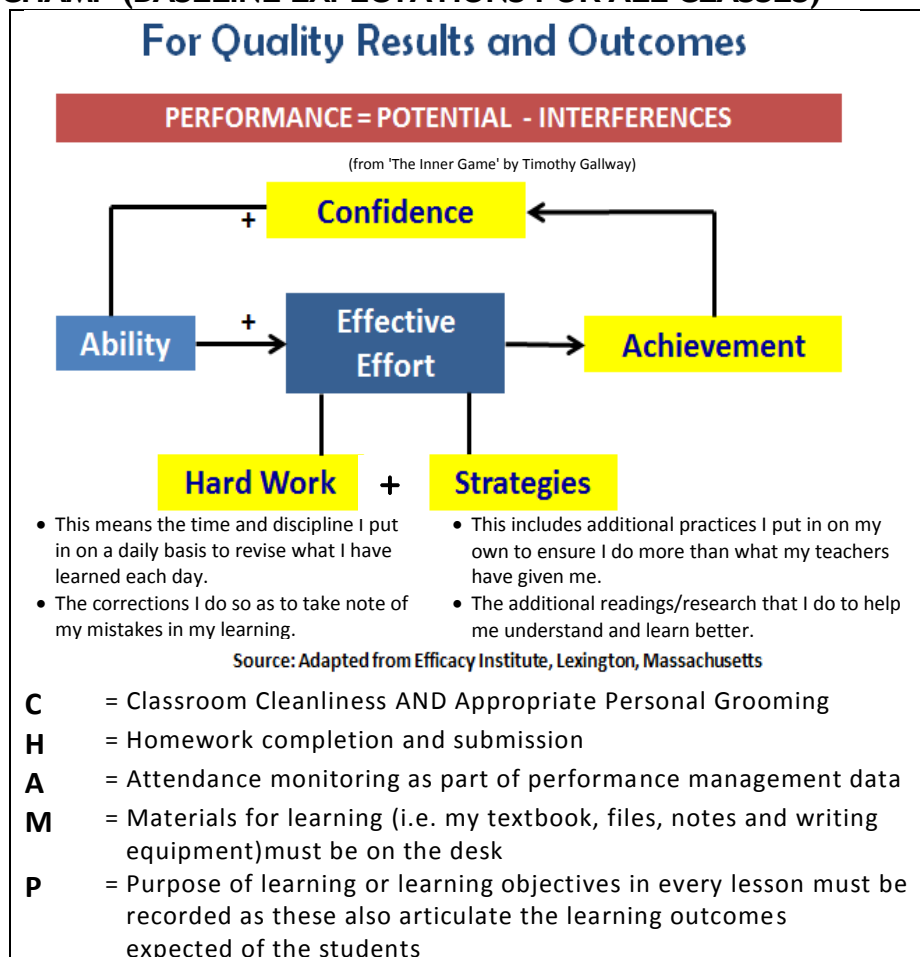 CHAMP (BASELINE EXPECTATIONS FOR ALL CLASSES)
For Quality Results and Outcomes
PERFORMANCE = POTENTIAL - INTERFERENCES
(from 'The Inner Game' by Timothy Gallway)
Confidence
+
Ability
+
Effective
Effort
Achievement
Hard Work + Strategies
• This means the time and discipline I put
in on a daily basis to revise what I have
learned each day.
• The corrections I do so as to take note of
my mistakes in my learning.
• This includes additional practices I put in on my
own to ensure I do more than what my teachers
have given me.
• The additional readings/research that I do to help
me understand and learn better.
Source: Adapted from Efficacy Institute, Lexington, Massachusetts
C = Classroom Cleanliness AND Appropriate Personal Grooming
H = Homework completion and submission
A = Attendance monitoring as part of performance management data
M = Materials for learning (i.e. my textbook, files, notes and writing
equipment)must be on the desk
P = Purpose of learning or learning objectives in every lesson must be
recorded as these also articulate the learning outcomes
expected of the students